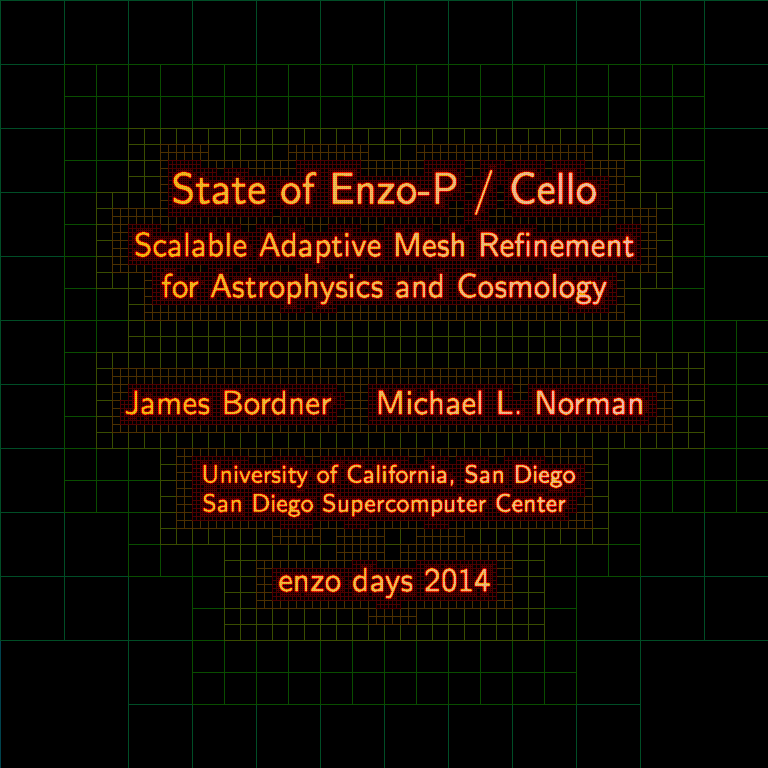 State of Enzo-P / Cello
Scalable Adaptive Mesh Refinement
for Astrophysics and Cosmology
James Bordner Michael L. Norman
University of California, San Diego
San Diego Supercomputer Center
enzo days 2014